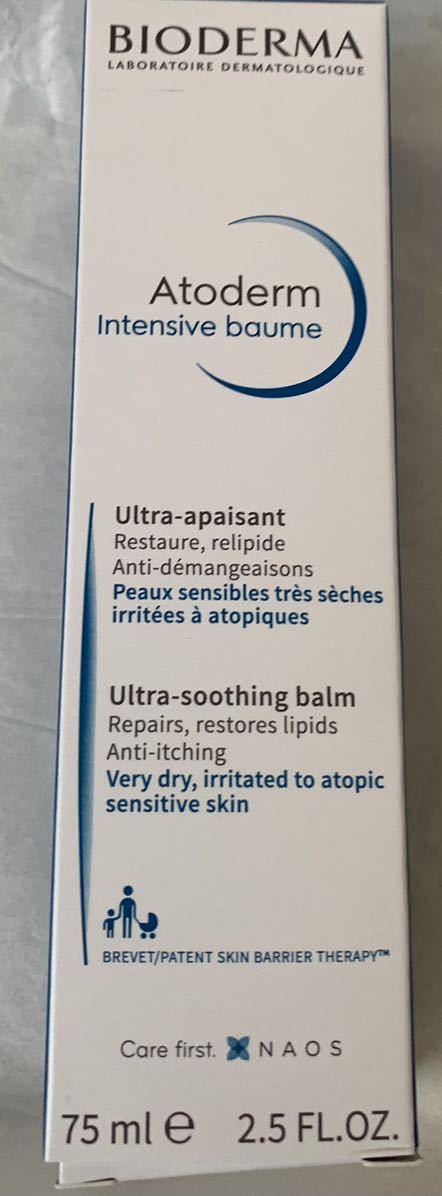 BIODERMA
LABORATOIRE DERMATOLOGIQUE
Atoderm
Intensive baume
Ultra-apaisant
Restaure, relipide
Anti-démangeaisons
Peaux sensibles très sèches
irritées à atopiques
Ultra-soothing balm
Repairs, restores lipids
Anti-itching
Very dry, irritated to atopic
sensitive skin
BREVET/PATENT SKIN BARRIER THERAPY™
Care first. NAOS
75 ml ℮ 2.5 FL.OZ.